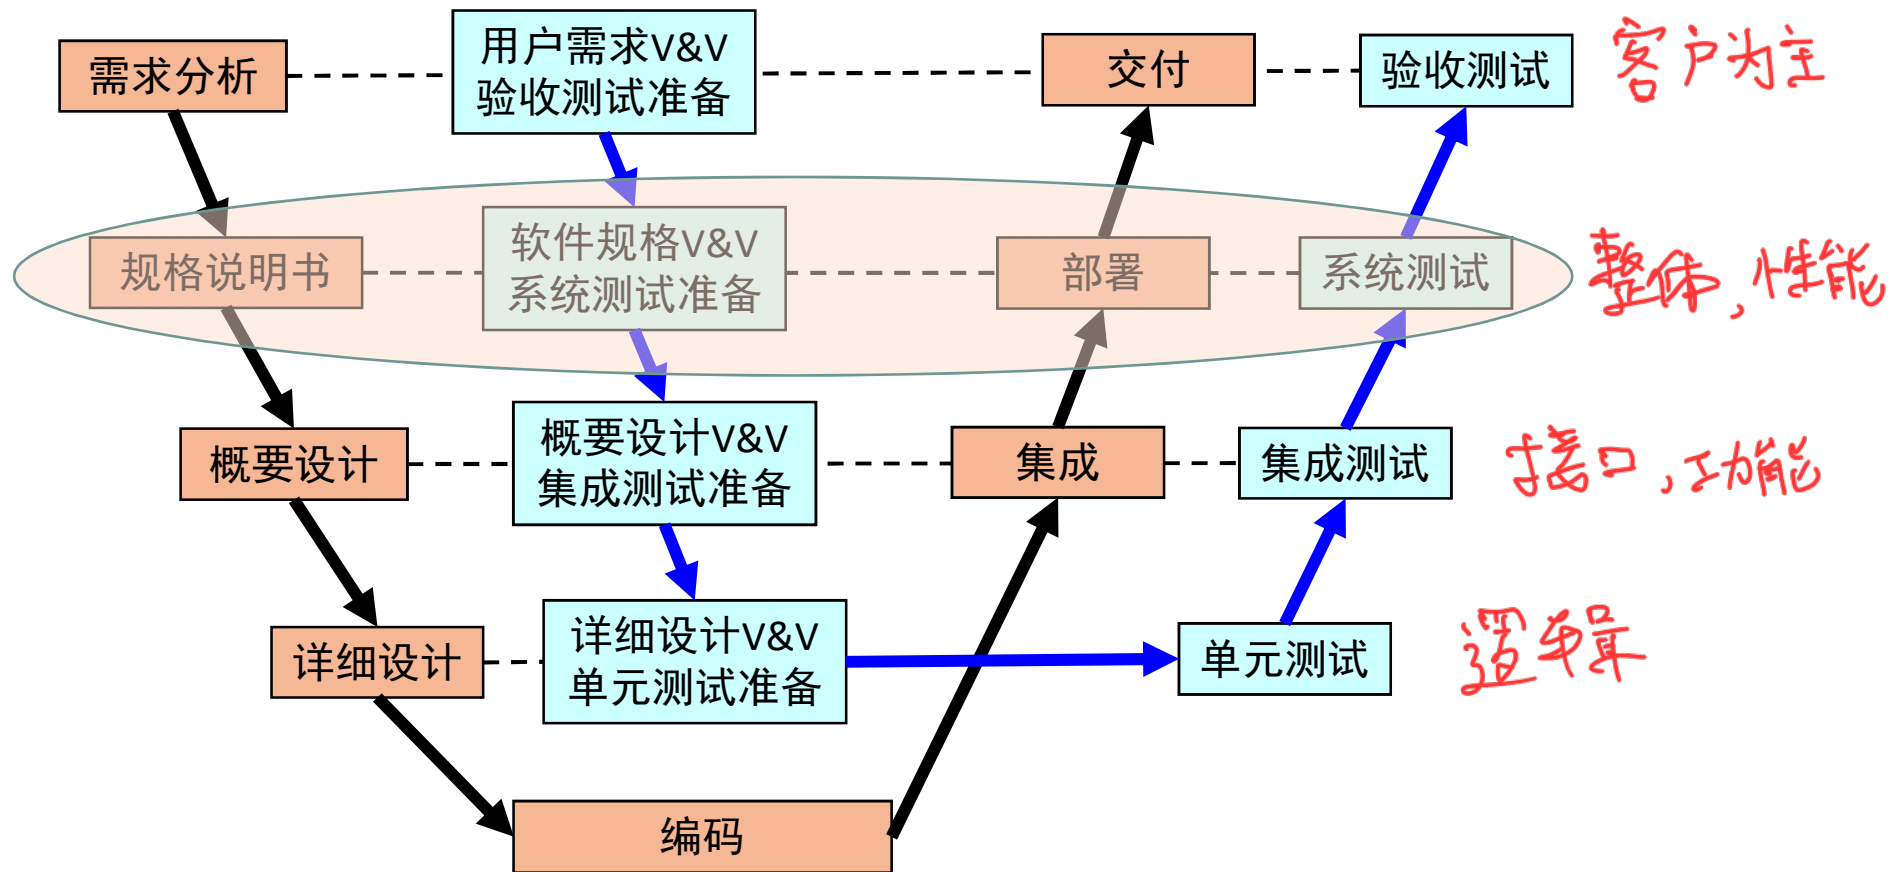 需求分析
用户需求V&V
验收测试准备
交付
验收测试
客户为主
规格说明书
软件规格V&V
系统测试准备
部署
系统测试
整体，性能
概要设计
概要设计V&V
集成测试准备
集成
集成测试
接口，功能
详细设计
详细设计V&V
单元测试准备
单元测试
逻辑
编码